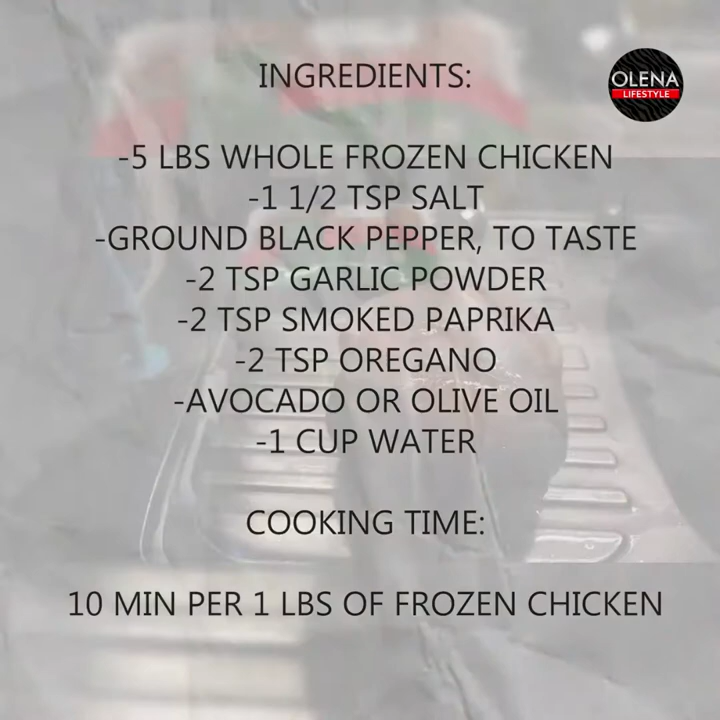 INGREDIENTS:
OLENA
LIFESTYLE
-5 LBS WHOLE FROZEN CHICKEN
-1 1/2 TSP SALT
-GROUND BLACK PEPPER, TO TASTE
-2 TSP GARLIC POWDER
-2 TSP SMOKED PAPRIKA
-2 TSP OREGANO
-AVOCADO OR OLIVE OIL
-1 CUP WATER
COOKING TIME:
10 MIN PER 1 LBS OF FROZEN CHICKEN